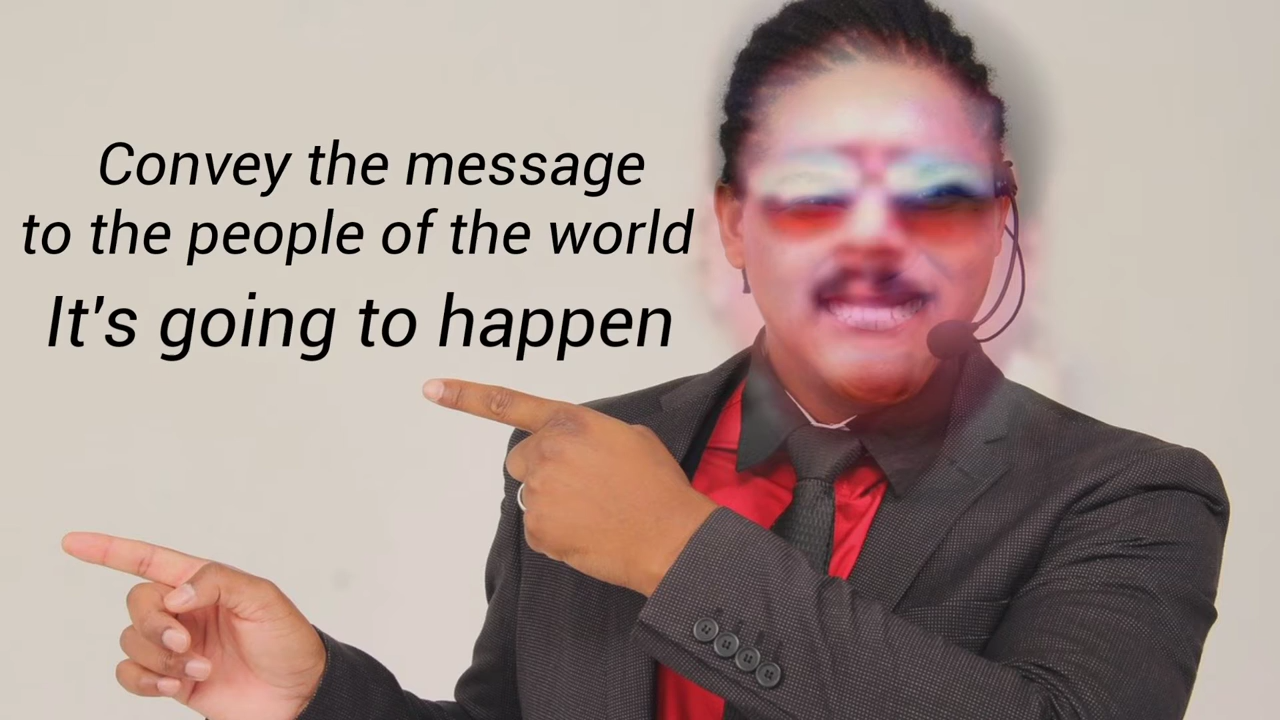 Convey the message
to the people of the world
It's going to happen